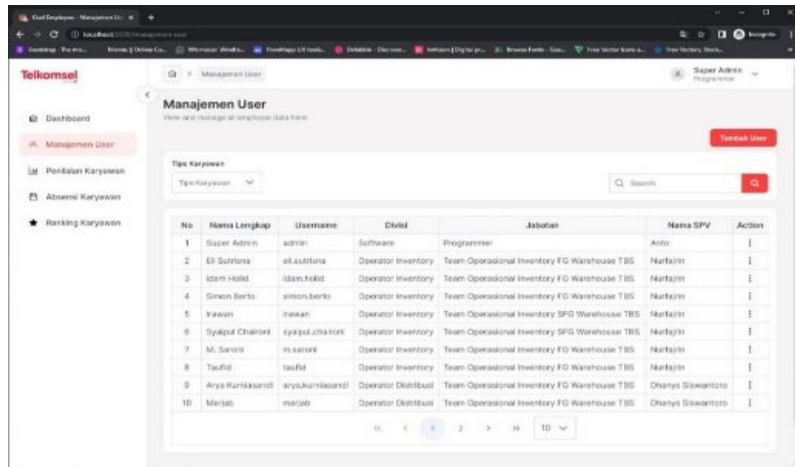 localhost
Telkomsel
Manajemen User
Super Admin
Programmer
Dashboard
Manajemen User
Penilaian Karyawan
Absensi Karyawan
Ranking Karyawan
Manajemen User
View and manage all employee data here
Tambah User
Tipe Karyawan
Tipe Karyawan
Search
No Nama Lengkap Username Divisi Jabatan Nama SPV Action
1 Super Admin admin Software Programmer Anto
2 Eli Sutrisna eli.sutrisna Operator Inventory Team Operasional Inventory FG Warehouse TBS Nurfajrin
3 Idam Holid idam.holid Operator Inventory Team Operasional Inventory FG Warehouse TBS Nurfajrin
4 Simon Berto simon.berto Operator Inventory Team Operasional Inventory FG Warehouse TBS Nurfajrin
5 Irawan irawan Operator Inventory Team Operasional Inventory SFG Warehouse TBS Nurfajrin
6 Syaipul Chaironi syaipul.chaironi Operator Inventory Team Operasional Inventory SFG Warehouse TBS Nurfajrin
7 M. Saroni m.saroni Operator Inventory Team Operasional Inventory FG Warehouse TBS Nurfajrin
8 Taufid taufid Operator Inventory Team Operasional Inventory FG Warehouse TBS Nurfajrin
9 Arya Kurniasandi arya.kurniasandi Operator Distribusi Team Operasional Inventory FG Warehouse TBS Dhanys Siswantoro
10 Marjab marjab Operator Distribusi Team Operasional Inventory FG Warehouse TBS Dhanys Siswantoro
1 2 10